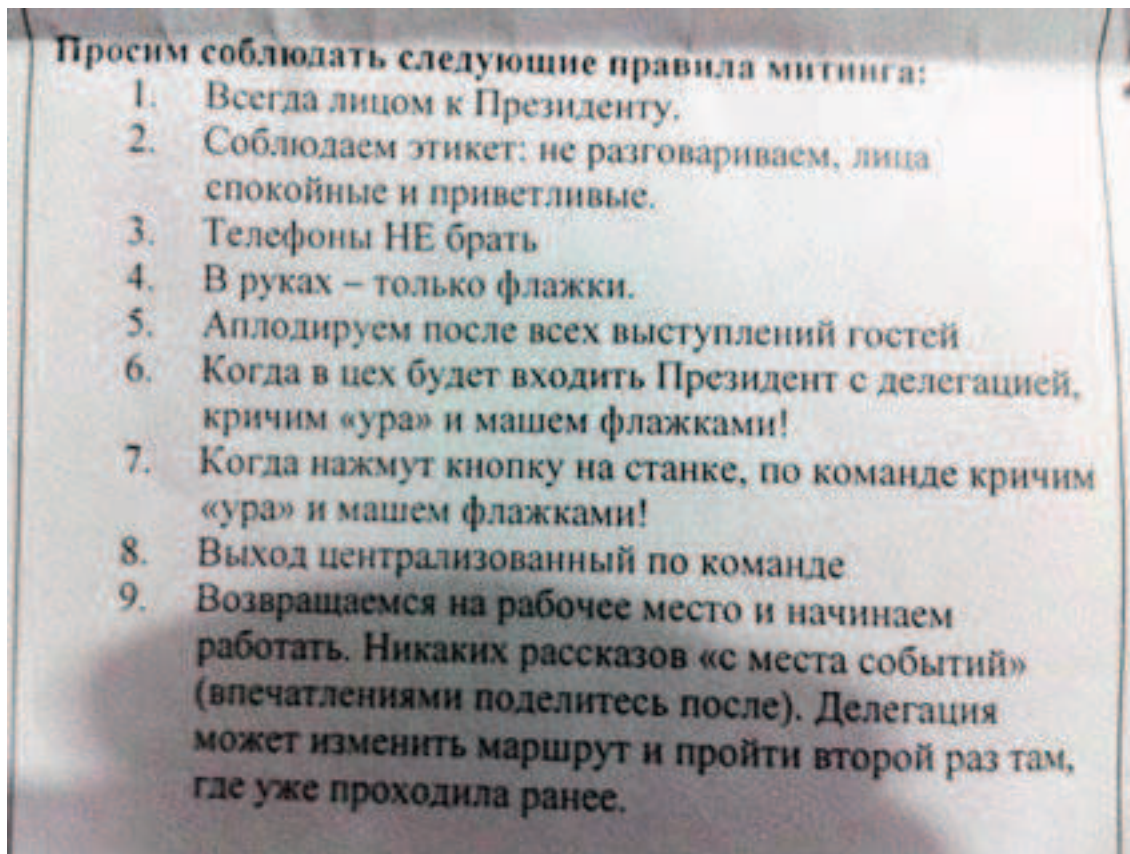 Просим соблюдать следующие правила митинга:
1. Всегда лицом к Президенту.
2. Соблюдаем этикет: не разговариваем, лица
спокойные и приветливые.
3. Телефоны НЕ брать
4. В руках – только флажки.
5. Аплодируем после всех выступлений гостей
6. Когда в цех будет входить Президент с делегацией,
кричим «ура» и машем флажками!
7. Когда нажмут кнопку на станке, по команде кричим
«ура» и машем флажками!
8. Выход централизованный по команде
9. Возвращаемся на рабочее место и начинаем
работать. Никаких рассказов «с места событий»
(впечатлениями поделитесь после). Делегация
может изменить маршрут и пройти второй раз там,
где уже проходила ранее.